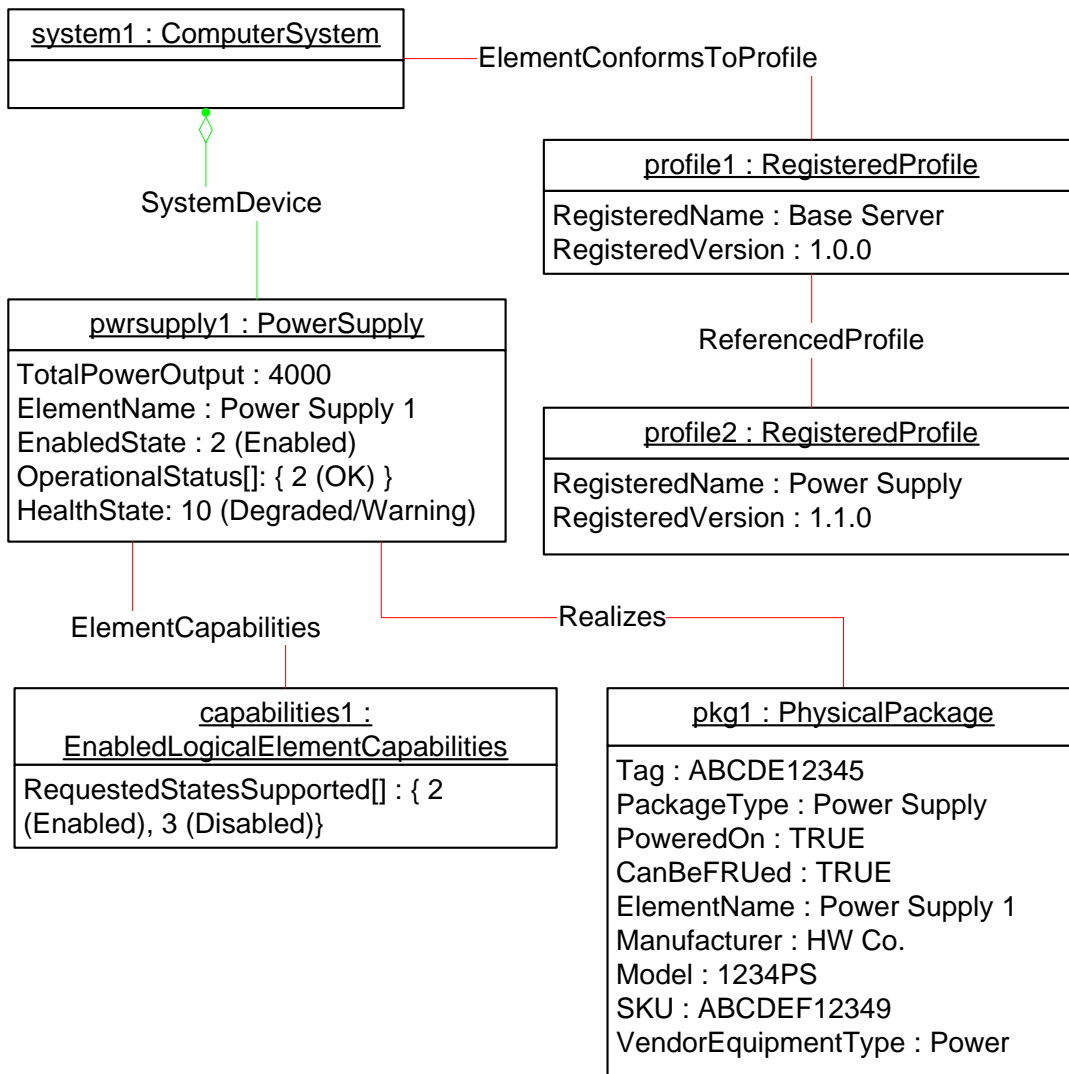 system1 : ComputerSystem
ElementConformsToProfile
profile1 : RegisteredProfile
RegisteredName : Base Server
RegisteredVersion : 1.0.0
SystemDevice
pwrsupply1 : PowerSupply
TotalPowerOutput : 4000
ElementName : Power Supply 1
EnabledState : 2 (Enabled)
OperationalStatus[]: { 2 (OK) }
HealthState: 10 (Degraded/Warning)
ReferencedProfile
profile2 : RegisteredProfile
RegisteredName : Power Supply
RegisteredVersion : 1.1.0
ElementCapabilities
Realizes
capabilities1 :
EnabledLogicalElementCapabilities
RequestedStatesSupported[] : { 2
(Enabled), 3 (Disabled)}
pkg1 : PhysicalPackage
Tag : ABCDE12345
PackageType : Power Supply
PoweredOn : TRUE
CanBeFRUed : TRUE
ElementName : Power Supply 1
Manufacturer : HW Co.
Model : 1234PS
SKU : ABCDEF12349
VendorEquipmentType : Power